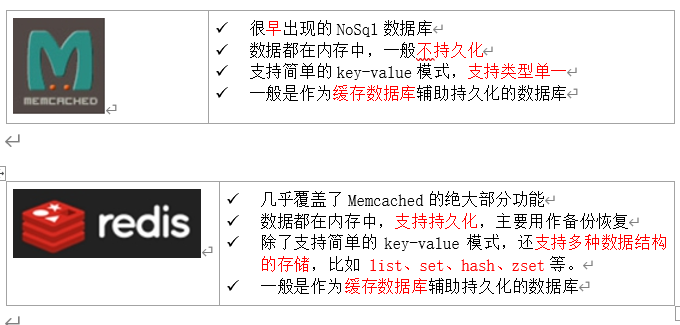 MEMCACHED
很早出现的 NoSql 数据库
数据都在内存中，一般不持久化
支持简单的 key-value 模式，支持类型单一
一般是作为缓存数据库辅助持久化的数据库
redis
几乎覆盖了 Memcached 的绝大部分功能
数据都在内存中，支持持久化，主要用作备份恢复
除了支持简单的 key-value 模式，还支持多种数据结构
的存储，比如 list、set、hash、zset 等。
一般是作为缓存数据库辅助持久化的数据库